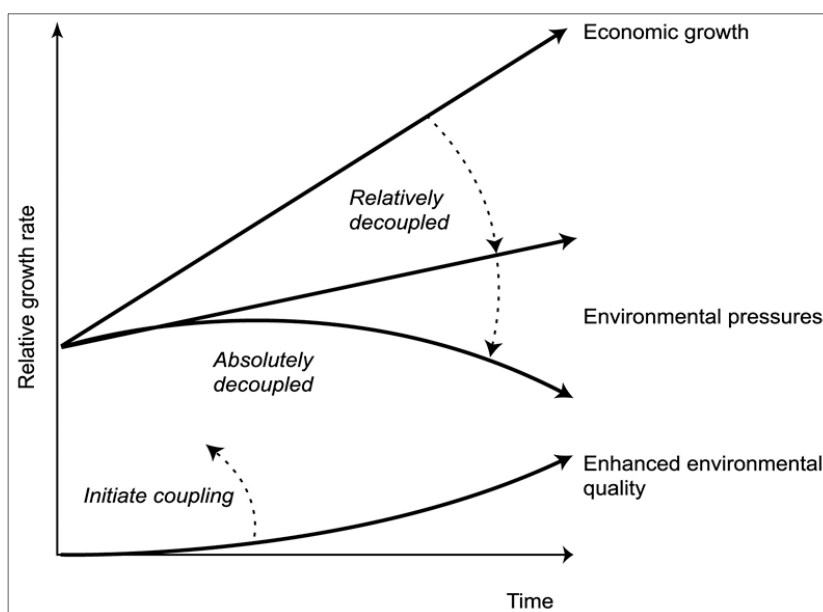 Economic growth
Relatively
decoupled
Relative growth rate
Environmental pressures
Absolutely
decoupled
Enhanced environmental
quality
Initiate coupling
Time